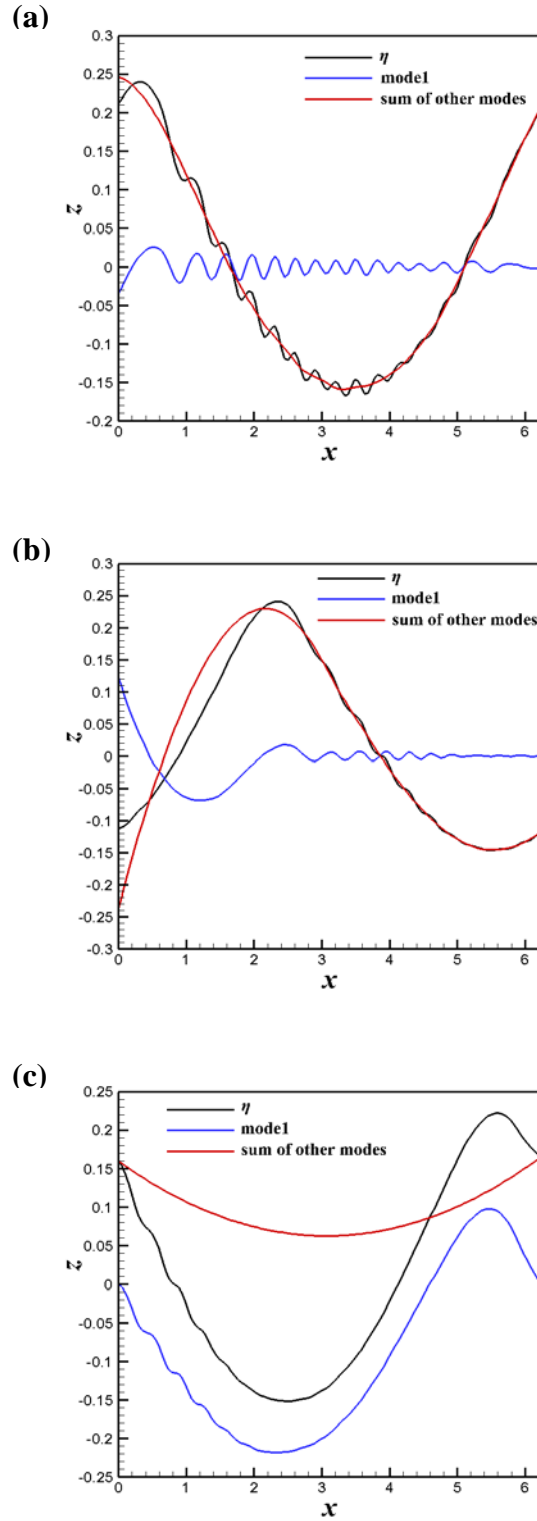 (a)
0.3
0.25
0.2
0.15
0.1
0.05
0
-0.05
-0.1
-0.15
-0.2
z
η
mode1
sum of other modes
0 1 2 3 4 5 6
x
(b)
0.3
0.25
0.2
0.15
0.1
0.05
0
-0.05
-0.1
-0.15
-0.2
-0.25
-0.3
z
η
mode1
sum of other modes
0 1 2 3 4 5 6
x
(c)
0.25
0.2
0.15
0.1
0.05
0
-0.05
-0.1
-0.15
-0.2
-0.25
z
η
mode1
sum of other modes
0 1 2 3 4 5 6
x